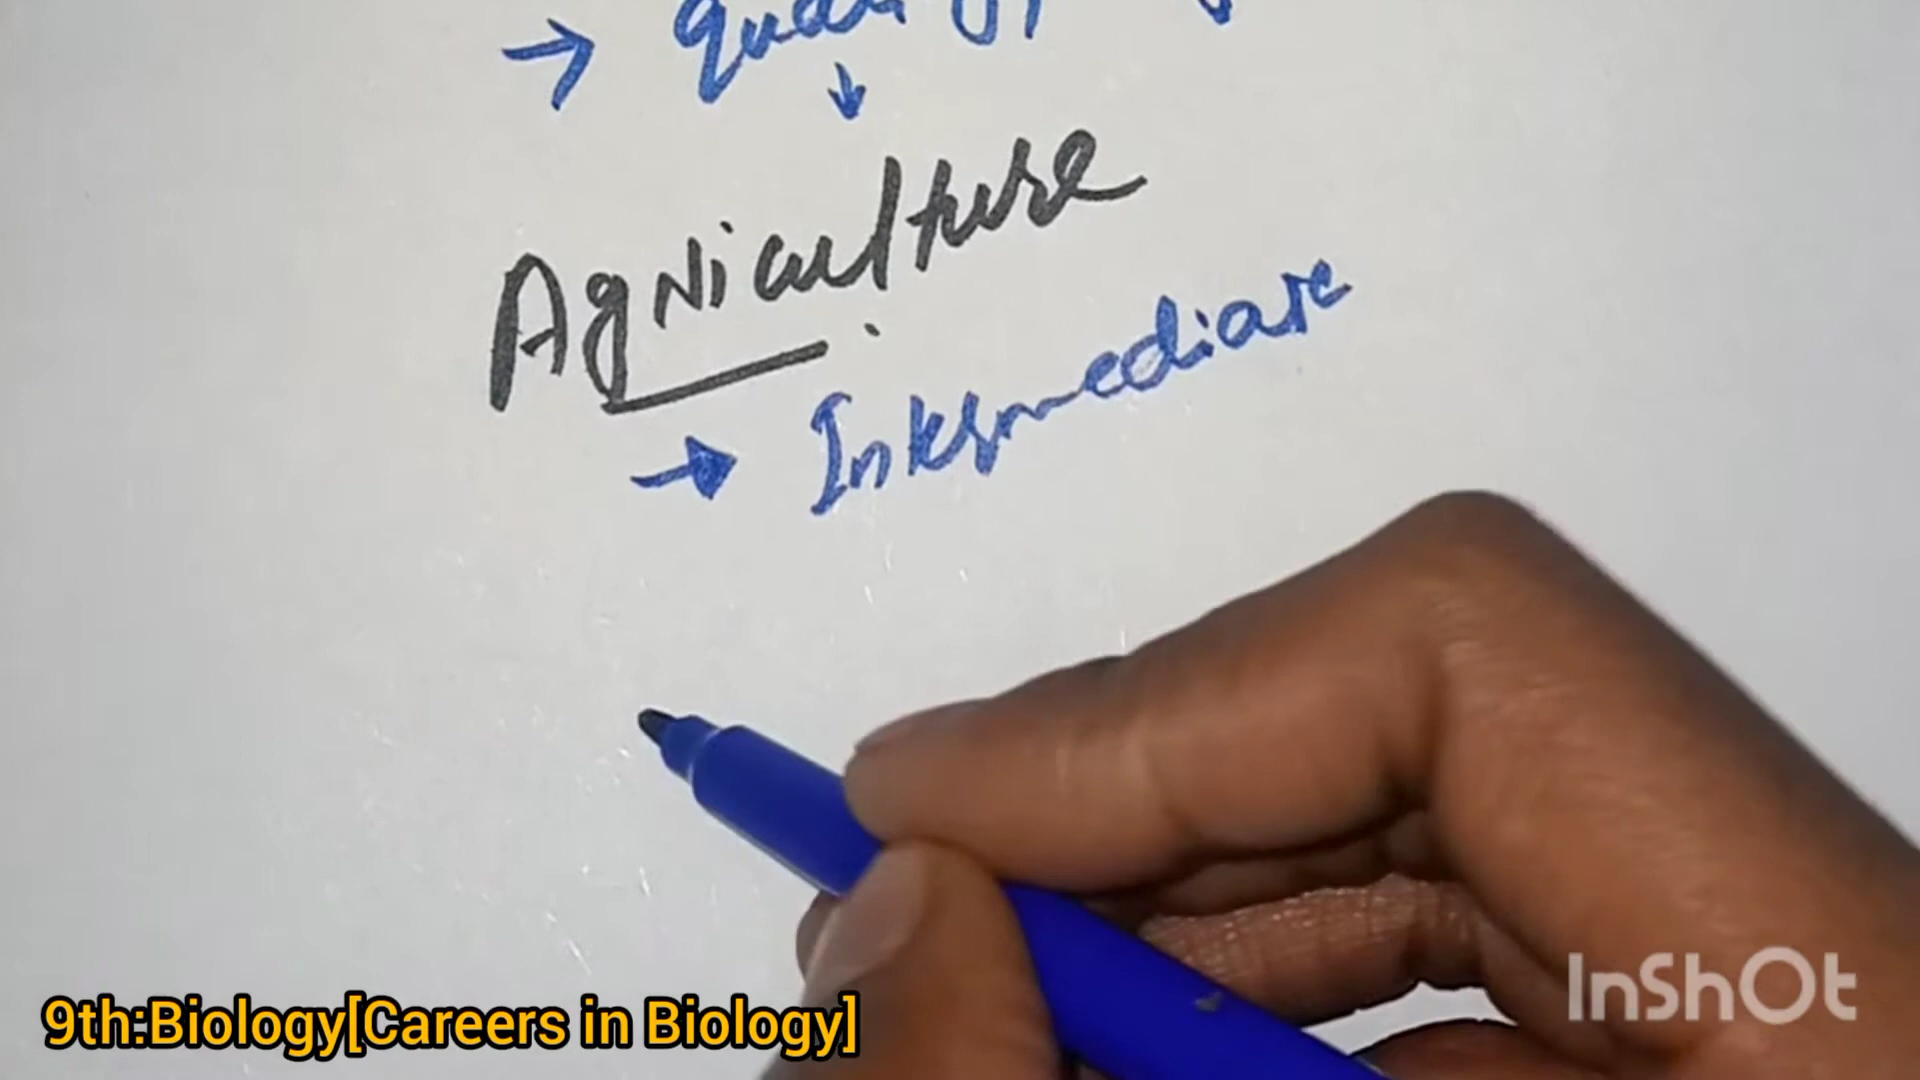 →
↓
Agriculture
→ Intermediate
9th:Biology[Careers in Biology]
InShOt